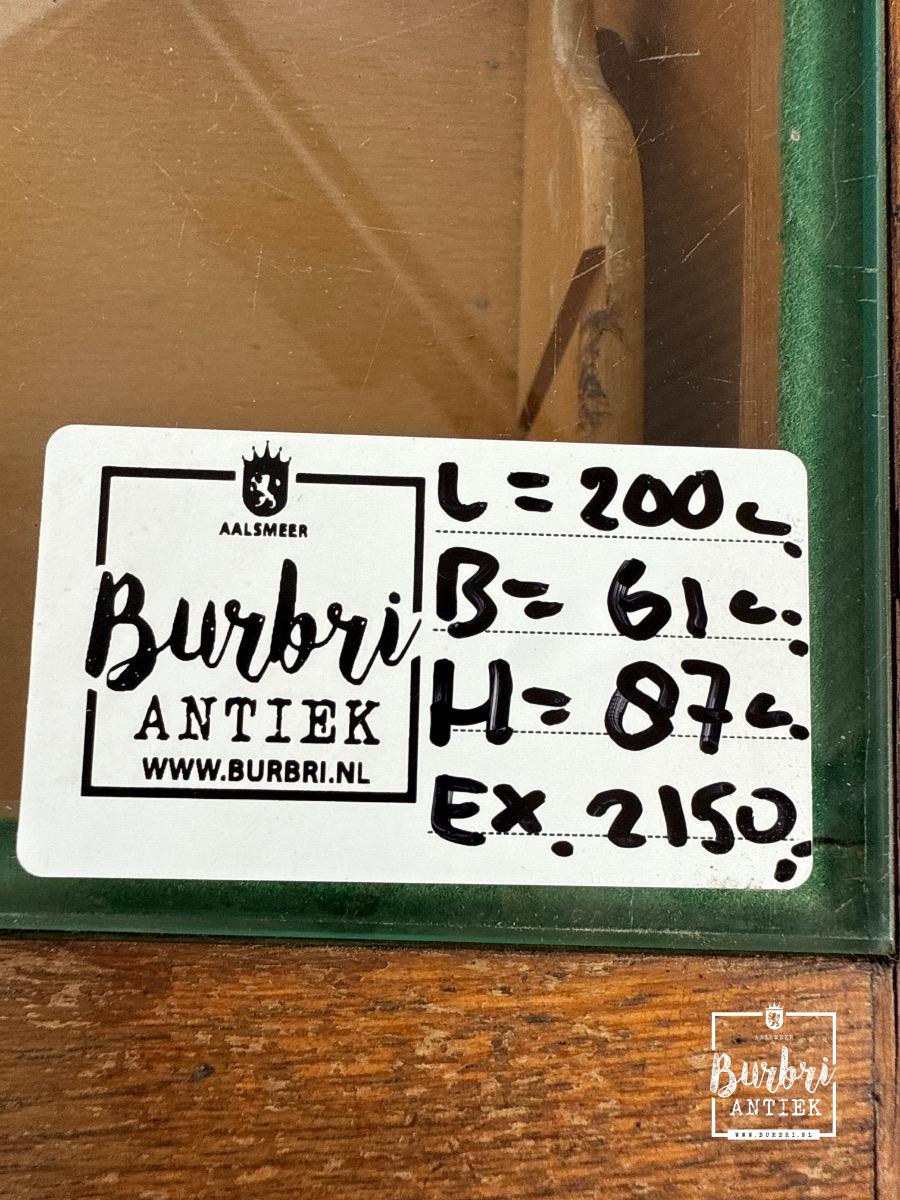 AALSMEER
Burbri
ANTIEK
WWW.BURBRI.NL
L = 200 c.
B = 61 c.
H = 87 c.
EX. 2150,
AALSMEER
Burbri
ANTIEK
WWW.BURBRI.NL